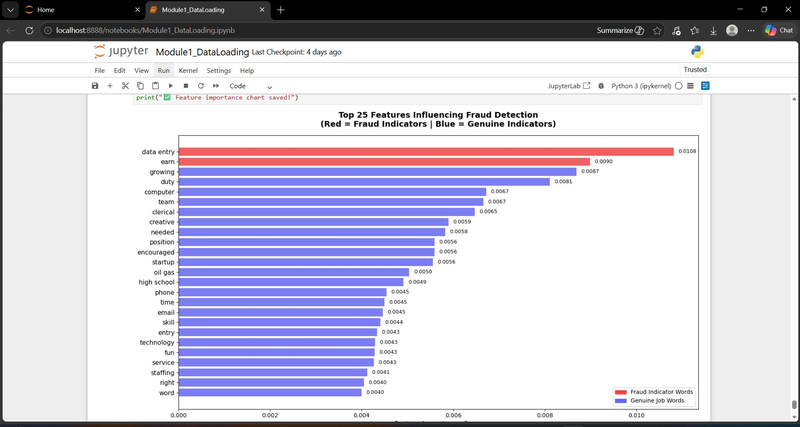 Home
Module1_DataLoading
localhost:8888/notebooks/Module1_DataLoading.ipynb
Summarize
Chat
jupyter Module1_DataLoading Last Checkpoint: 4 days ago
File Edit View Run Kernel Settings Help
Trusted
Code
JupyterLab
Python 3 (ipykernel)
print("✅ Feature importance chart saved!")
Top 25 Features Influencing Fraud Detection
(Red = Fraud Indicators | Blue = Genuine Indicators)
data entry 0.0108
earn 0.0090
growing 0.0087
duty 0.0081
computer 0.0067
team 0.0067
clerical 0.0065
creative 0.0059
needed 0.0058
position 0.0056
encouraged 0.0056
startup 0.0056
oil gas 0.0050
high school 0.0049
phone 0.0045
time 0.0045
email 0.0045
skill 0.0044
entry 0.0043
technology 0.0043
fun 0.0043
service 0.0043
staffing 0.0041
right 0.0040
word 0.0040
Fraud Indicator Words
Genuine Job Words
0.000 0.002 0.004 0.006 0.008 0.010